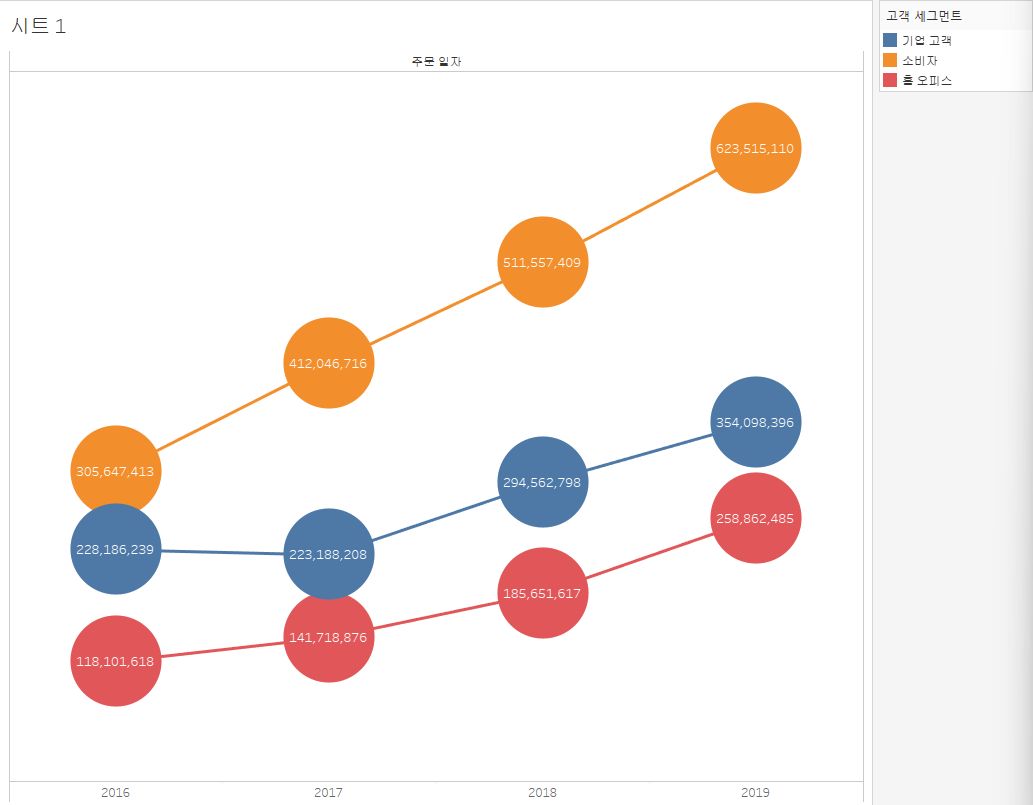 시트 1
주문 일자
623,515,110
511,557,409
412,046,716
354,098,396
305,647,413
294,562,798
258,862,485
228,186,239
223,188,208
185,651,617
141,718,876
118,101,618
2016
2017
2018
2019
고객 세그먼트
기업 고객
소비자
홈 오피스